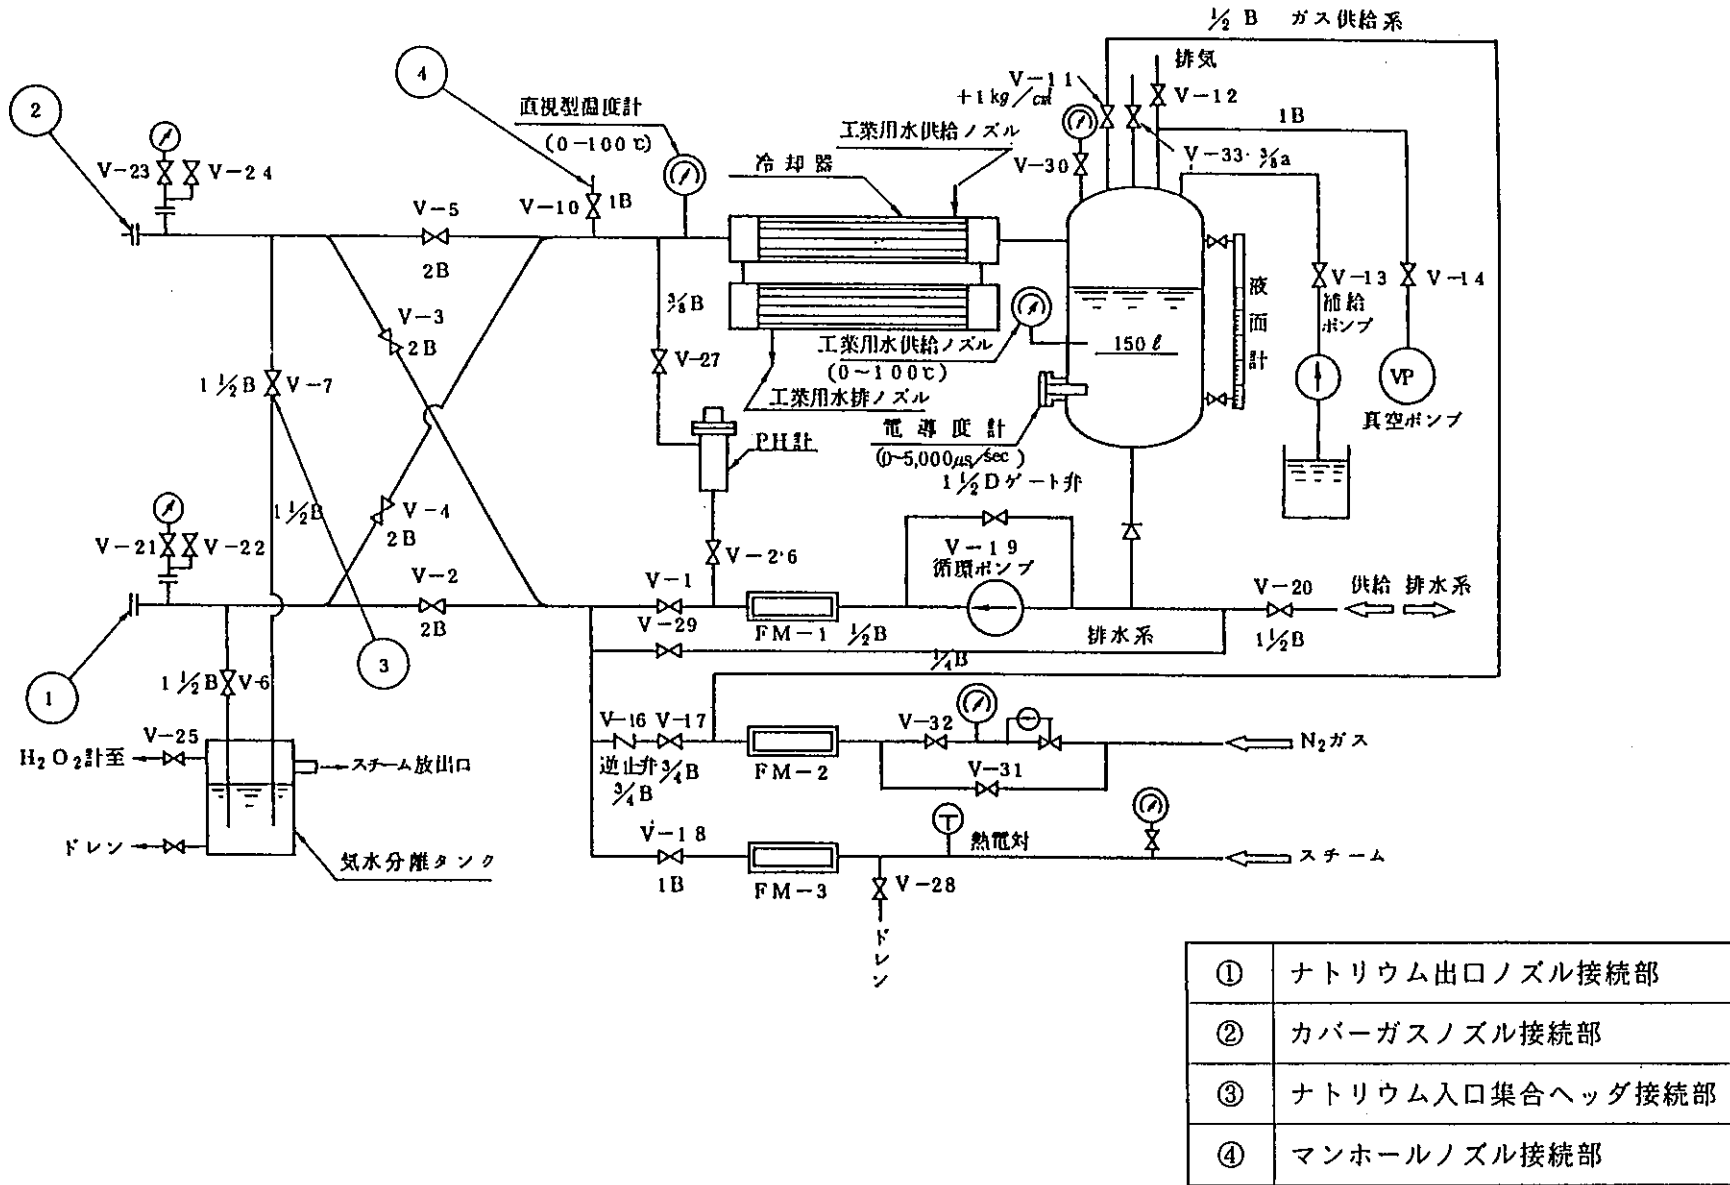 1/2 B ガス供給系
排気
V-11
+1kg/cm²
V-12
1B
V-33・3/8a
V-30
直視型温度計
(0-100℃)
工業用水供給ノズル
冷却器
4
2
V-23
V-24
V-5
2B
V-10
1B
3/8B
V-27
V-3
2B
1 1/2B
V-7
V-13
補給
ポンプ
V-14
VP
真空ポンプ
液面計
150ℓ
工業用水供給ノズル
(0~100℃)
工業用水排ノズル
電導度計
(0~5,000μs/sec)
1 1/2Dゲート弁
PH計
V-4
2B
1 1/2B
V-21
V-22
V-2
2B
V-1
V-26
V-19
循環ポンプ
V-20
1 1/2B
供給 排水系
FM-1
1/2B
排水系
V-29
1/4B
3
1
1 1/2B
V-6
V-25
H₂O₂計至
スチーム放出口
ドレン
気水分離タンク
V-16
V-17
逆止弁
3/4B
3/4B
FM-2
V-32
V-31
N₂ガス
V-18
1B
FM-3
T
熱電対
V-28
ドレン
スチーム
① ナトリウム出口ノズル接続部
② カバーガスノズル接続部
③ ナトリウム入口集合ヘッダ接続部
④ マンホールノズル接続部